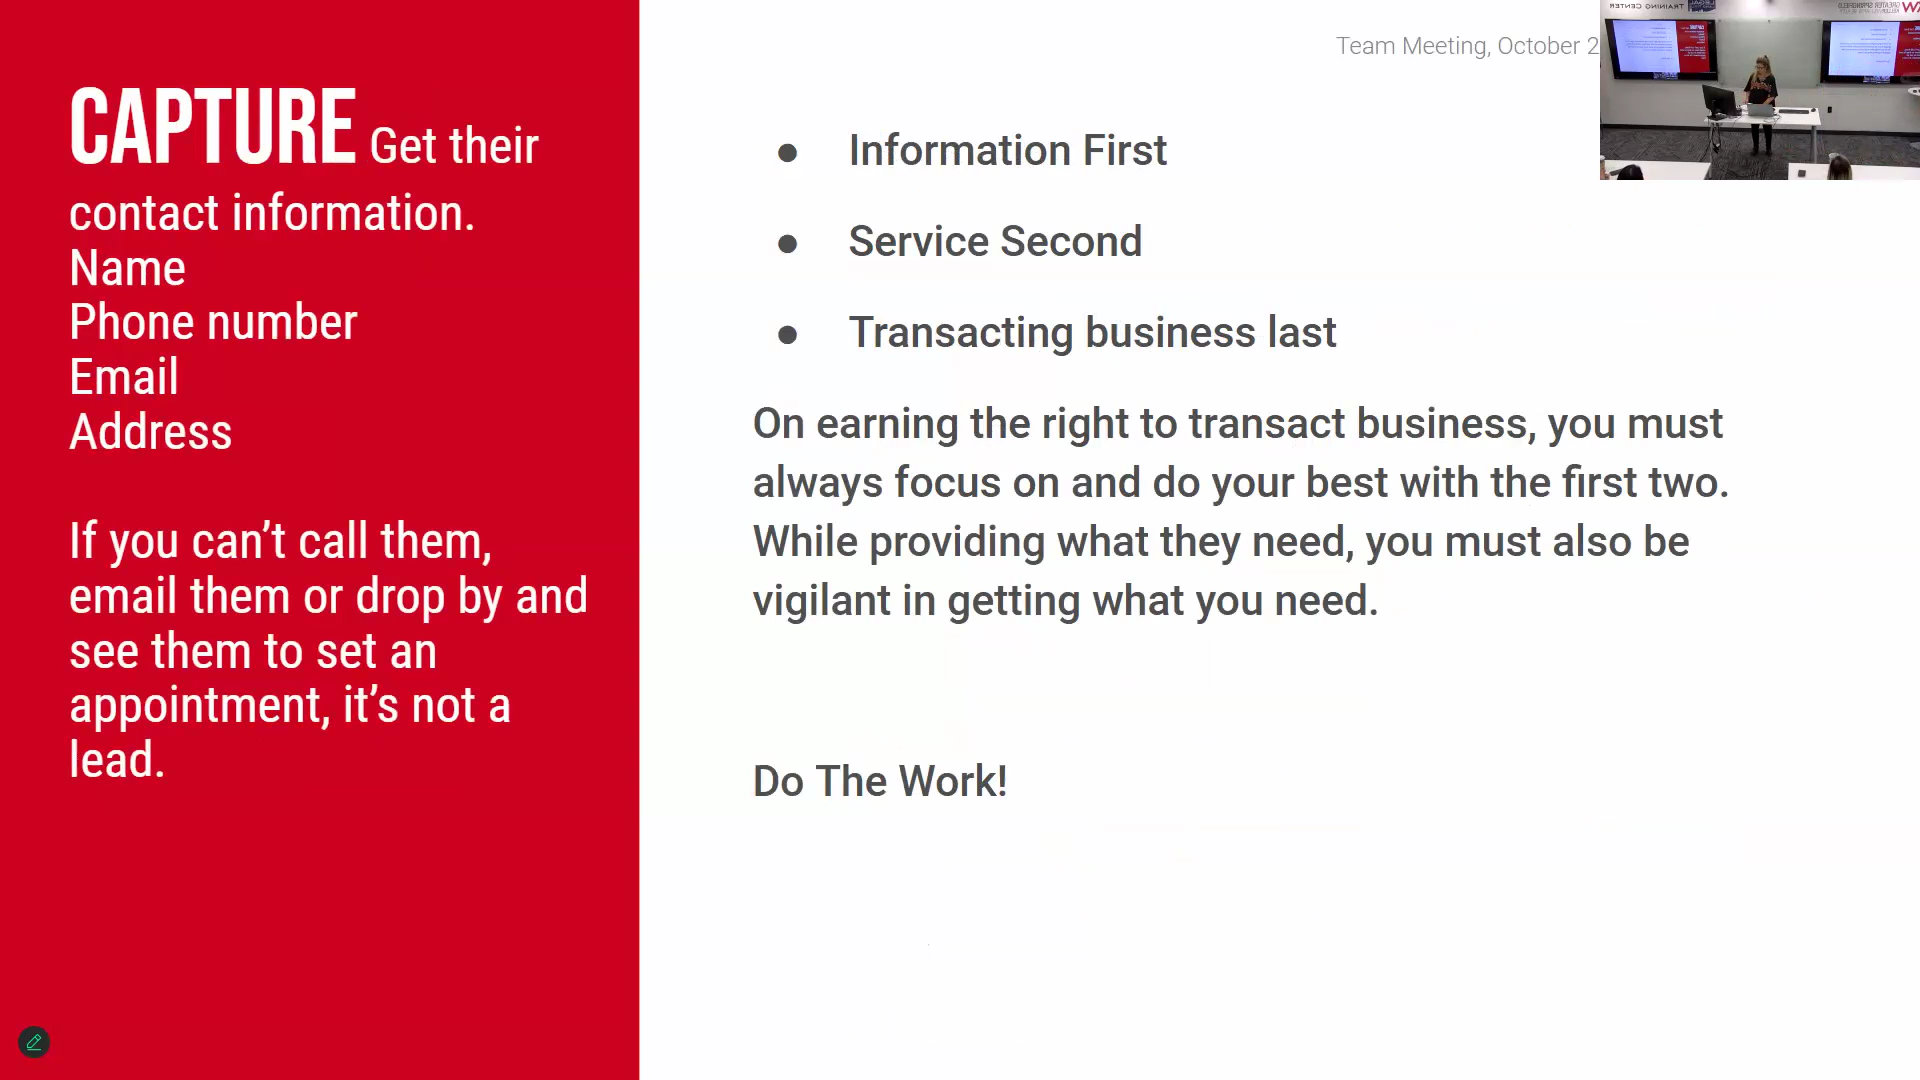 CAPTURE Get their
contact information.
Name
Phone number
Email
Address
If you can’t call them,
email them or drop by and
see them to set an
appointment, it’s not a
lead.
Team Meeting, October 2
● Information First
● Service Second
● Transacting business last
On earning the right to transact business, you must
always focus on and do your best with the first two.
While providing what they need, you must also be
vigilant in getting what you need.
Do The Work!
TRAINING CENTER
GREATER SPRINGFIELD